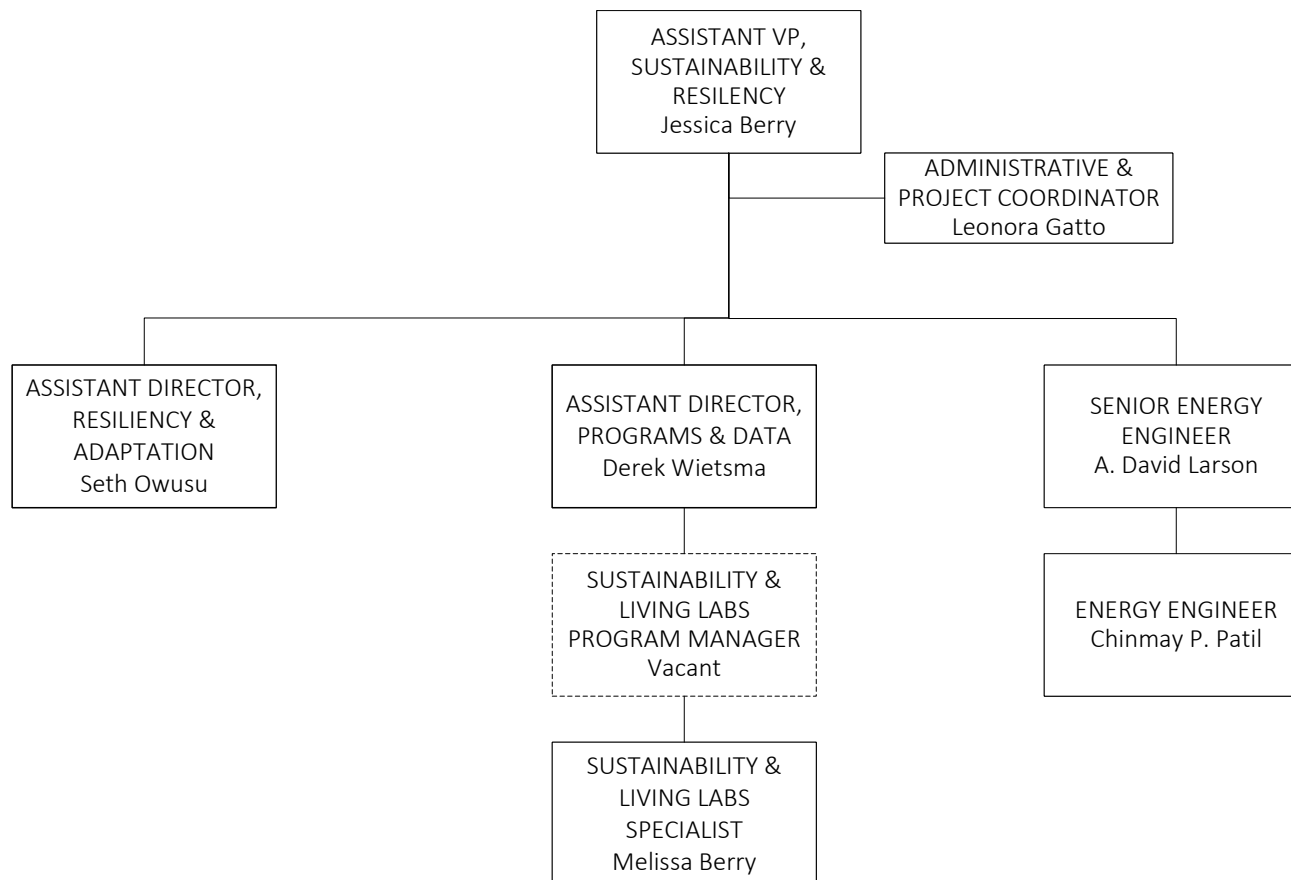 ASSISTANT VP,
SUSTAINABILITY &
RESILENCY
Jessica Berry
ADMINISTRATIVE &
PROJECT COORDINATOR
Leonora Gatto
ASSISTANT DIRECTOR,
RESILIENCY &
ADAPTATION
Seth Owusu
ASSISTANT DIRECTOR,
PROGRAMS & DATA
Derek Wietsma
SENIOR ENERGY
ENGINEER
A. David Larson
SUSTAINABILITY &
LIVING LABS
PROGRAM MANAGER
Vacant
ENERGY ENGINEER
Chinmay P. Patil
SUSTAINABILITY &
LIVING LABS
SPECIALIST
Melissa Berry